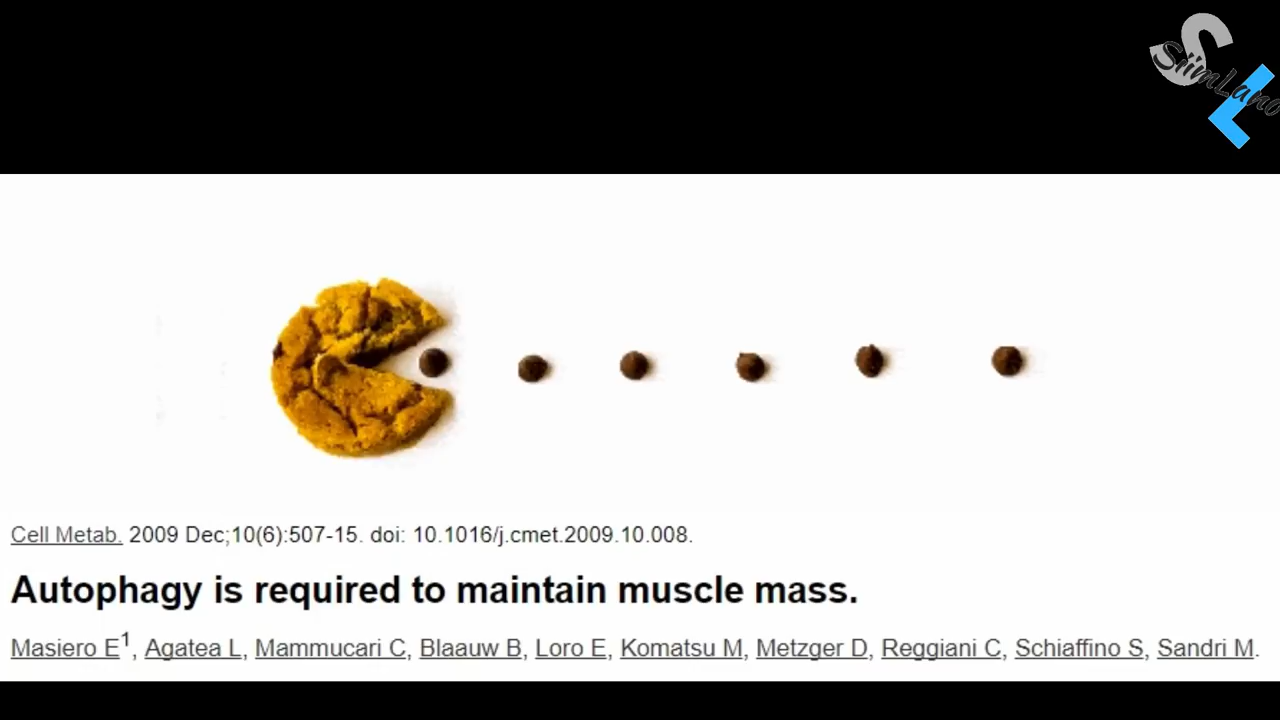 SiimLand
Cell Metab. 2009 Dec;10(6):507-15. doi: 10.1016/j.cmet.2009.10.008.
Autophagy is required to maintain muscle mass.
Masiero E1, Agatea L, Mammucari C, Blaauw B, Loro E, Komatsu M, Metzger D, Reggiani C, Schiaffino S, Sandri M.